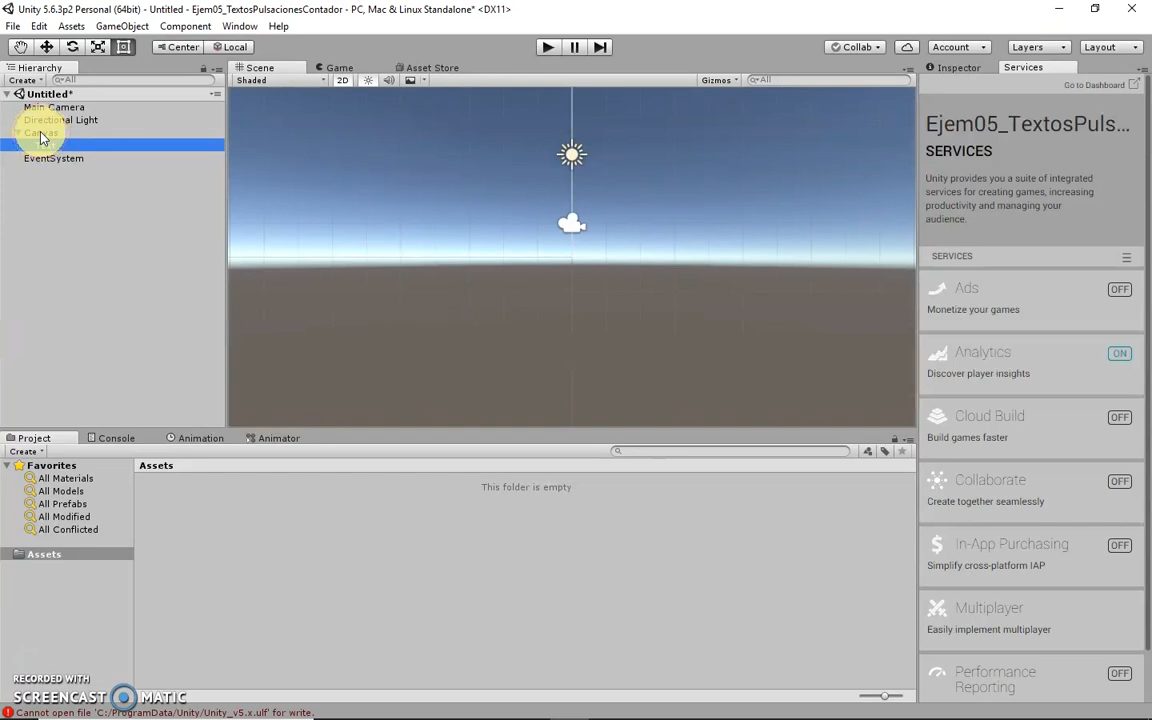 Unity 5.6.3p2 Personal (64bit) - Untitled - Ejem05_TextosPulsacionesContador - PC, Mac & Linux Standalone* <DX11>
File Edit Assets GameObject Component Window Help
Center Local Collab Account Layers Layout
Hierarchy Scene Game Asset Store Inspector Services
Create All Shaded 2D Gizmos All Go to Dashboard
Untitled*
Main Camera
Directional Light
Canvas
EventSystem
Ejem05_TextosPuls...
SERVICES
Unity provides you a suite of integrated
services for creating games, increasing
productivity and managing your
audience.
SERVICES
Ads OFF
Monetize your games
Analytics ON
Discover player insights
Cloud Build OFF
Build games faster
Collaborate OFF
Create together seamlessly
In-App Purchasing OFF
Simplify cross-platform IAP
Multiplayer
Easily implement multiplayer
Performance
Reporting OFF
Project Console Animation Animator
Create
Favorites
All Materials
All Models
All Prefabs
All Modified
All Conflicted
Assets
Assets
This folder is empty
RECORDED WITH
SCREENCAST MATIC
Cannot open file 'C:/ProgramData/Unity/Unity_v5.x.ulf' for write.